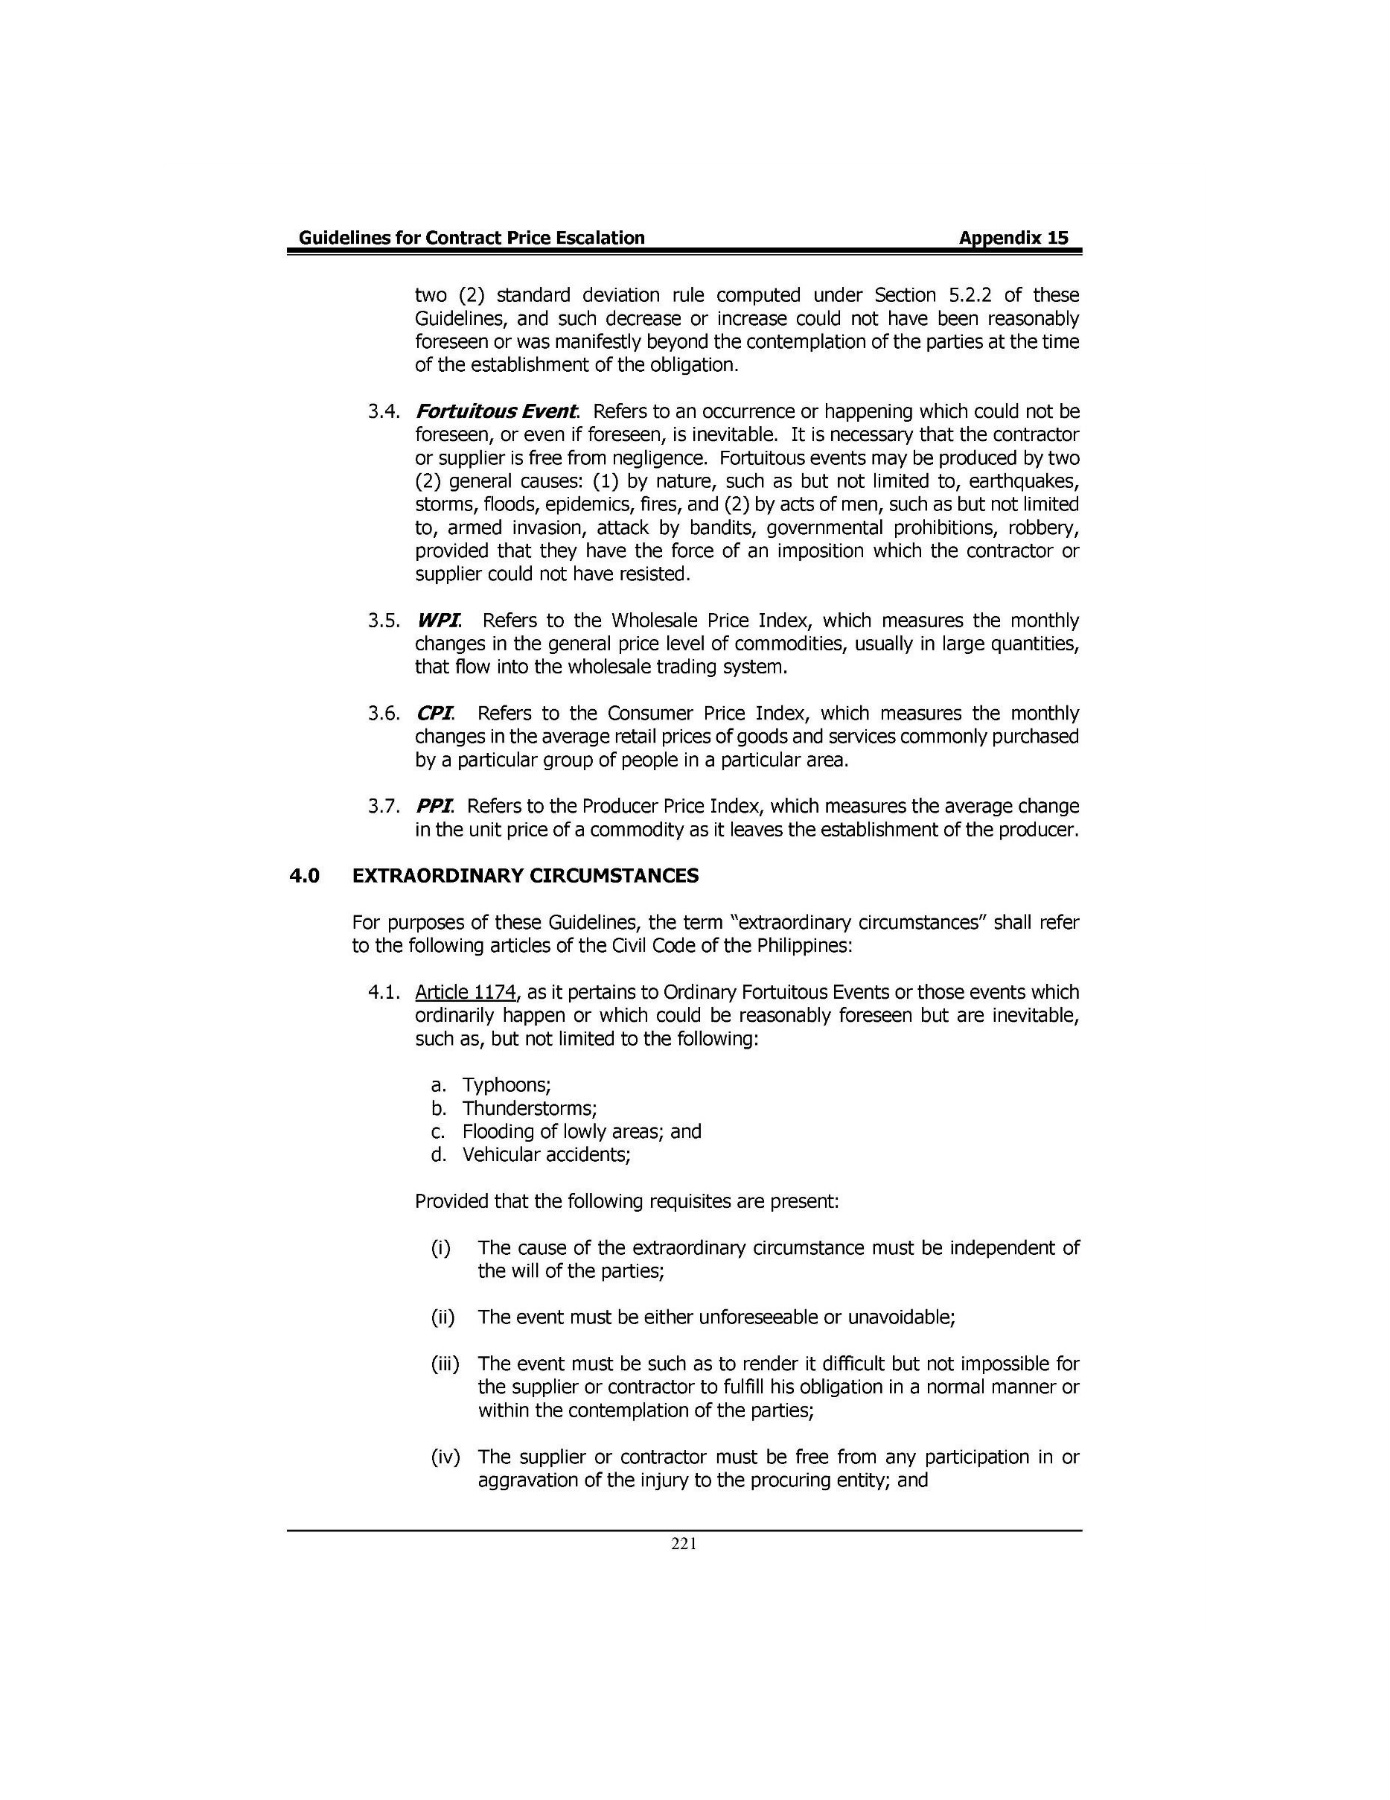 Guidelines for Contract Price Escalation Appendix 15
two (2) standard deviation rule computed under Section 5.2.2 of these
Guidelines, and such decrease or increase could not have been reasonably
foreseen or was manifestly beyond the contemplation of the parties at the time
of the establishment of the obligation.
3.4. Fortuitous Event. Refers to an occurrence or happening which could not be
foreseen, or even if foreseen, is inevitable. It is necessary that the contractor
or supplier is free from negligence. Fortuitous events may be produced by two
(2) general causes: (1) by nature, such as but not limited to, earthquakes,
storms, floods, epidemics, fires, and (2) by acts of men, such as but not limited
to, armed invasion, attack by bandits, governmental prohibitions, robbery,
provided that they have the force of an imposition which the contractor or
supplier could not have resisted.
3.5. WPI. Refers to the Wholesale Price Index, which measures the monthly
changes in the general price level of commodities, usually in large quantities,
that flow into the wholesale trading system.
3.6. CPI. Refers to the Consumer Price Index, which measures the monthly
changes in the average retail prices of goods and services commonly purchased
by a particular group of people in a particular area.
3.7. PPI. Refers to the Producer Price Index, which measures the average change
in the unit price of a commodity as it leaves the establishment of the producer.
4.0 EXTRAORDINARY CIRCUMSTANCES
For purposes of these Guidelines, the term “extraordinary circumstances” shall refer
to the following articles of the Civil Code of the Philippines:
4.1. Article 1174, as it pertains to Ordinary Fortuitous Events or those events which
ordinarily happen or which could be reasonably foreseen but are inevitable,
such as, but not limited to the following:
a. Typhoons;
b. Thunderstorms;
c. Flooding of lowly areas; and
d. Vehicular accidents;
Provided that the following requisites are present:
(i) The cause of the extraordinary circumstance must be independent of
the will of the parties;
(ii) The event must be either unforeseeable or unavoidable;
(iii) The event must be such as to render it difficult but not impossible for
the supplier or contractor to fulfill his obligation in a normal manner or
within the contemplation of the parties;
(iv) The supplier or contractor must be free from any participation in or
aggravation of the injury to the procuring entity; and
221